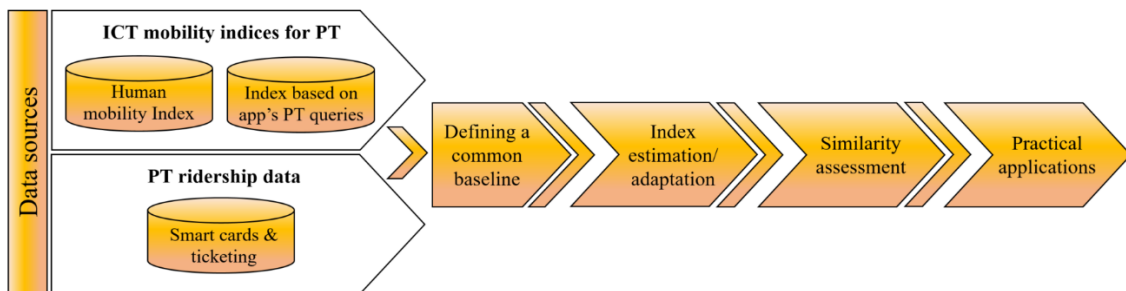 Data sources
ICT mobility indices for PT
Human
mobility Index
Index based on
app's PT queries
PT ridership data
Smart cards &
ticketing
Defining a
common
baseline
Index
estimation/
adaptation
Similarity
assessment
Practical
applications